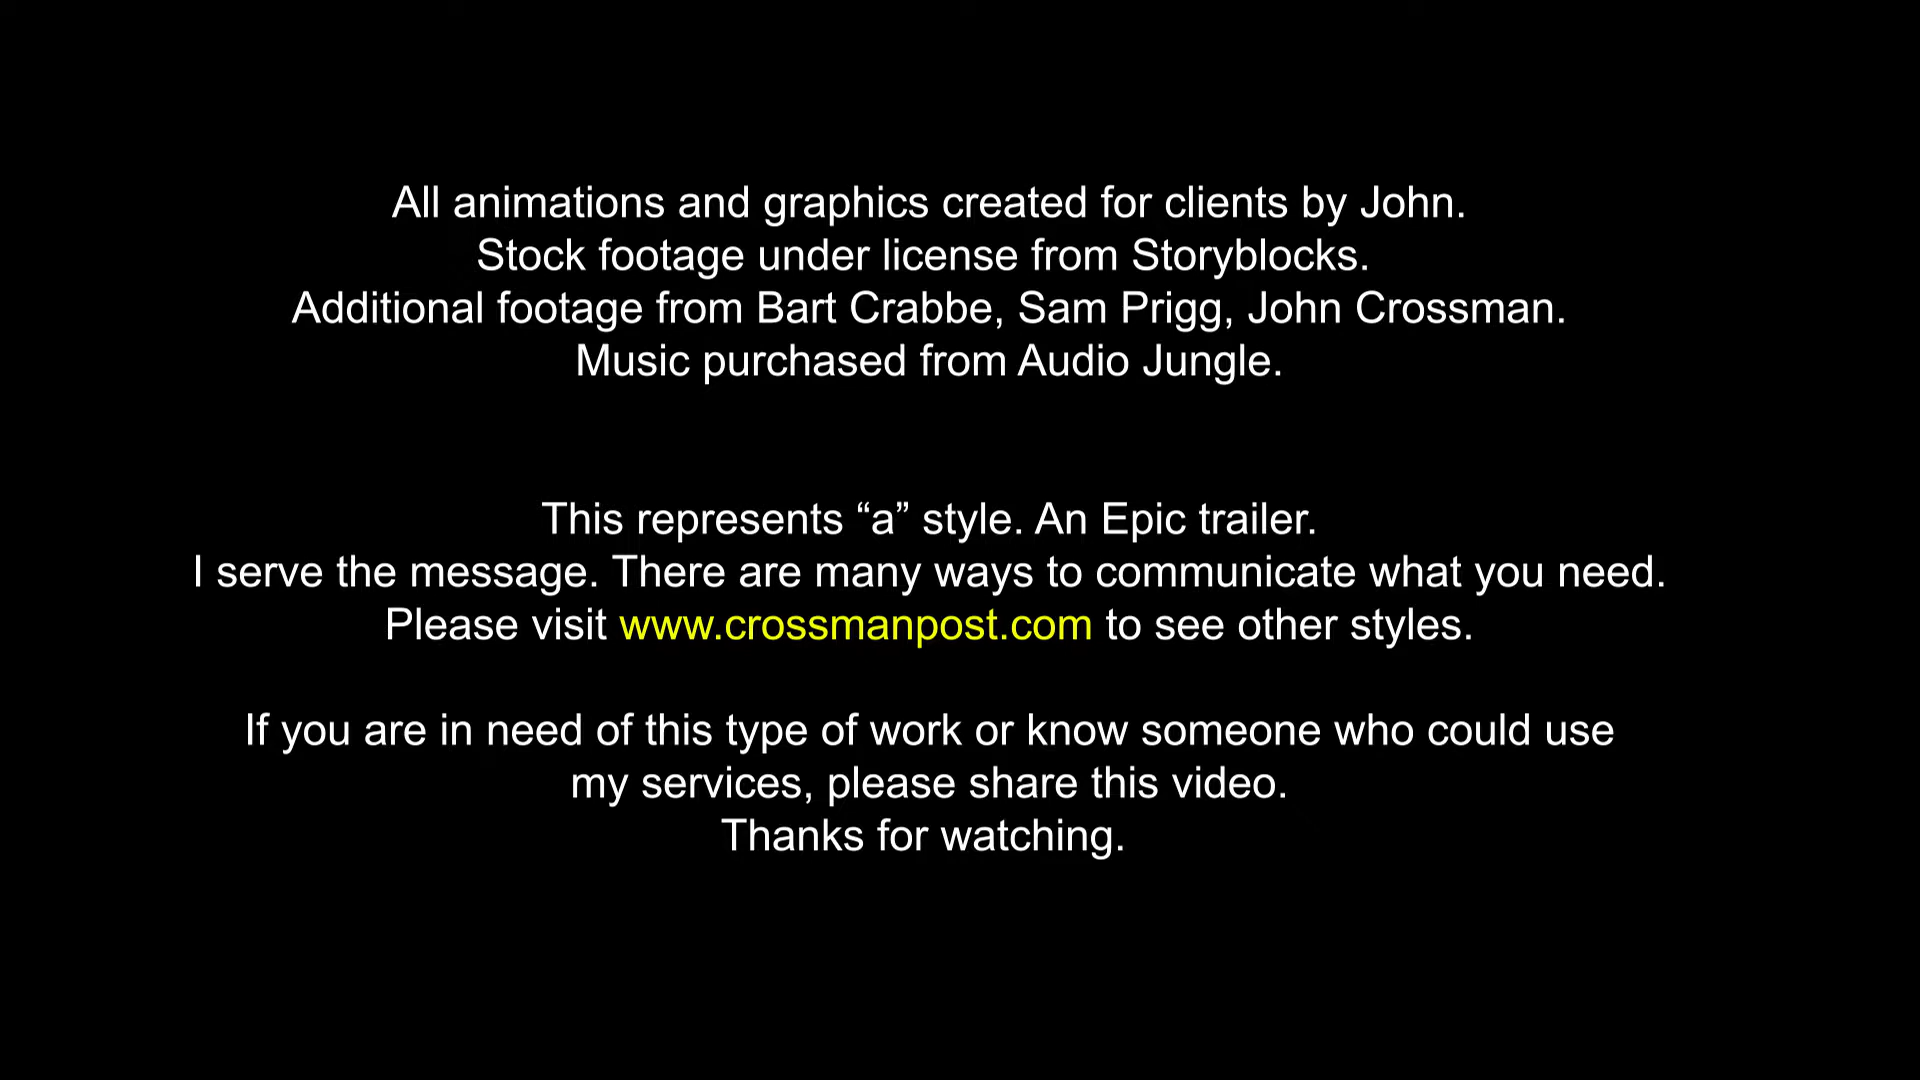 All animations and graphics created for clients by John.
Stock footage under license from Storyblocks.
Additional footage from Bart Crabbe, Sam Prigg, John Crossman.
Music purchased from Audio Jungle.
This represents “a” style. An Epic trailer.
I serve the message. There are many ways to communicate what you need.
Please visit www.crossmanpost.com to see other styles.
If you are in need of this type of work or know someone who could use
my services, please share this video.
Thanks for watching.